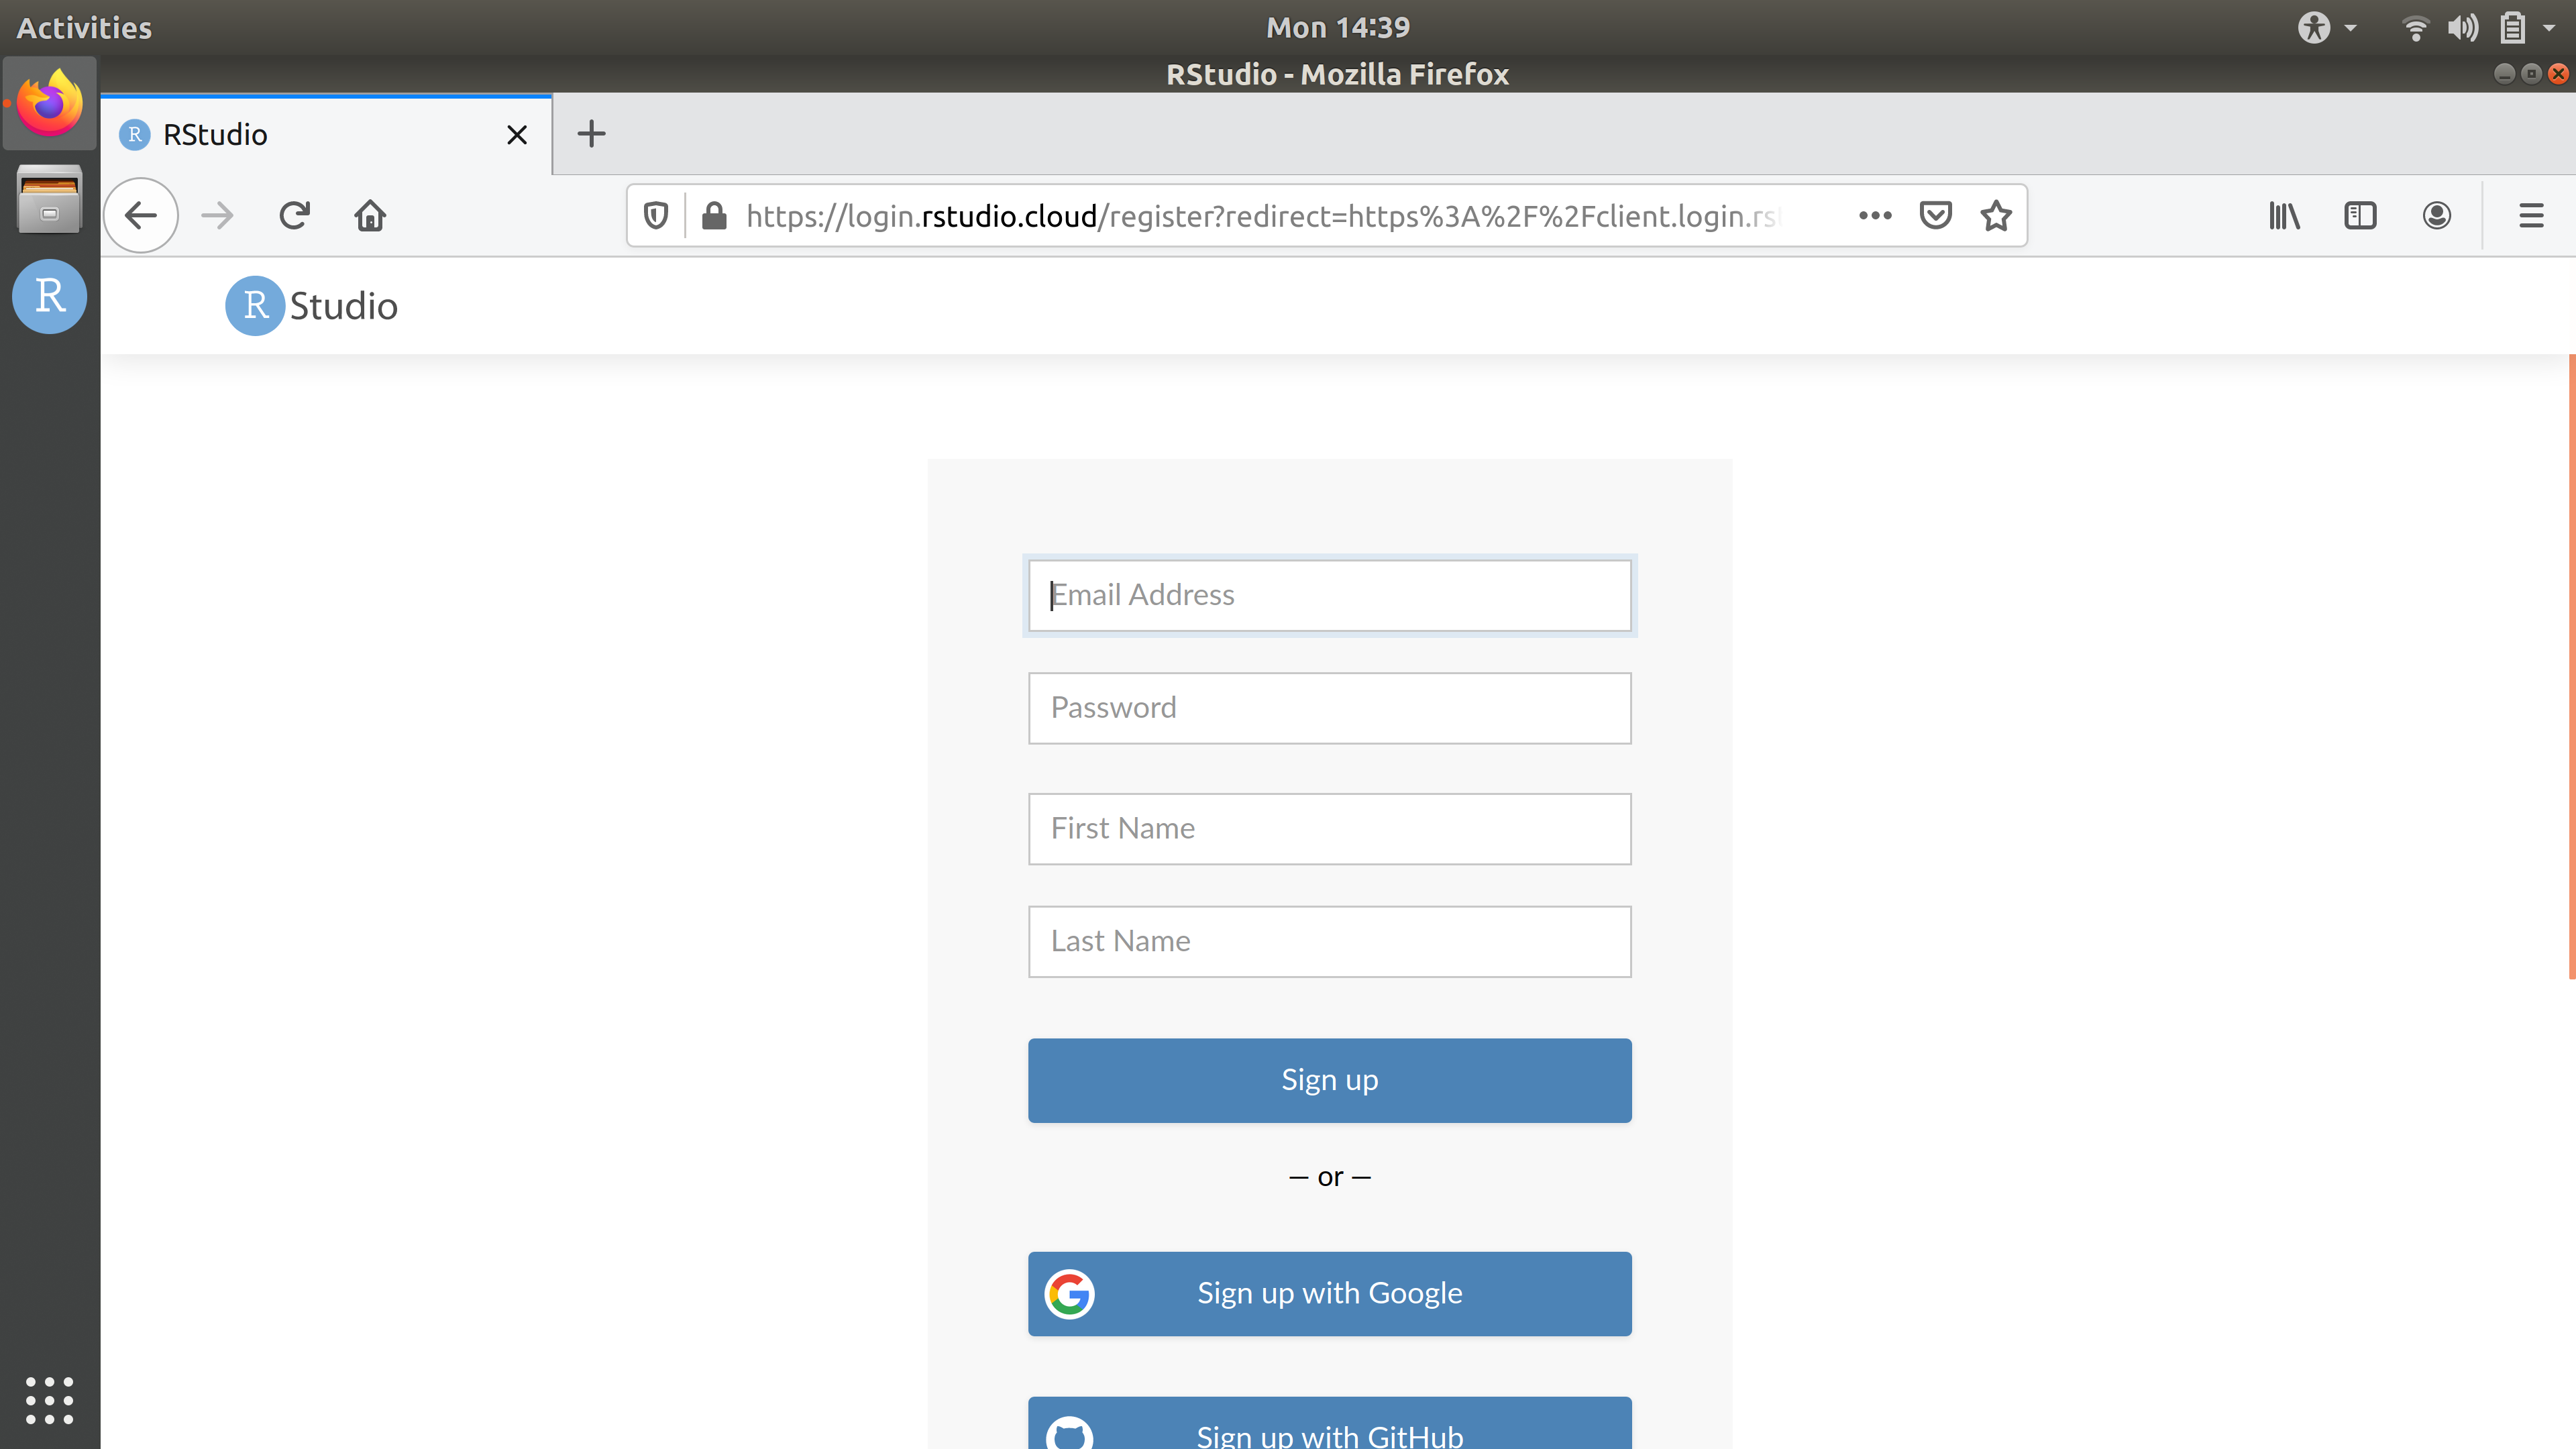 Activities
Mon 14:39
RStudio - Mozilla Firefox
R RStudio
https://login.rstudio.cloud/register?redirect=https%3A%2F%2Fclient.login.rs
R
R Studio
Email Address
Password
First Name
Last Name
Sign up
— or —
Sign up with Google
Sign up with GitHub